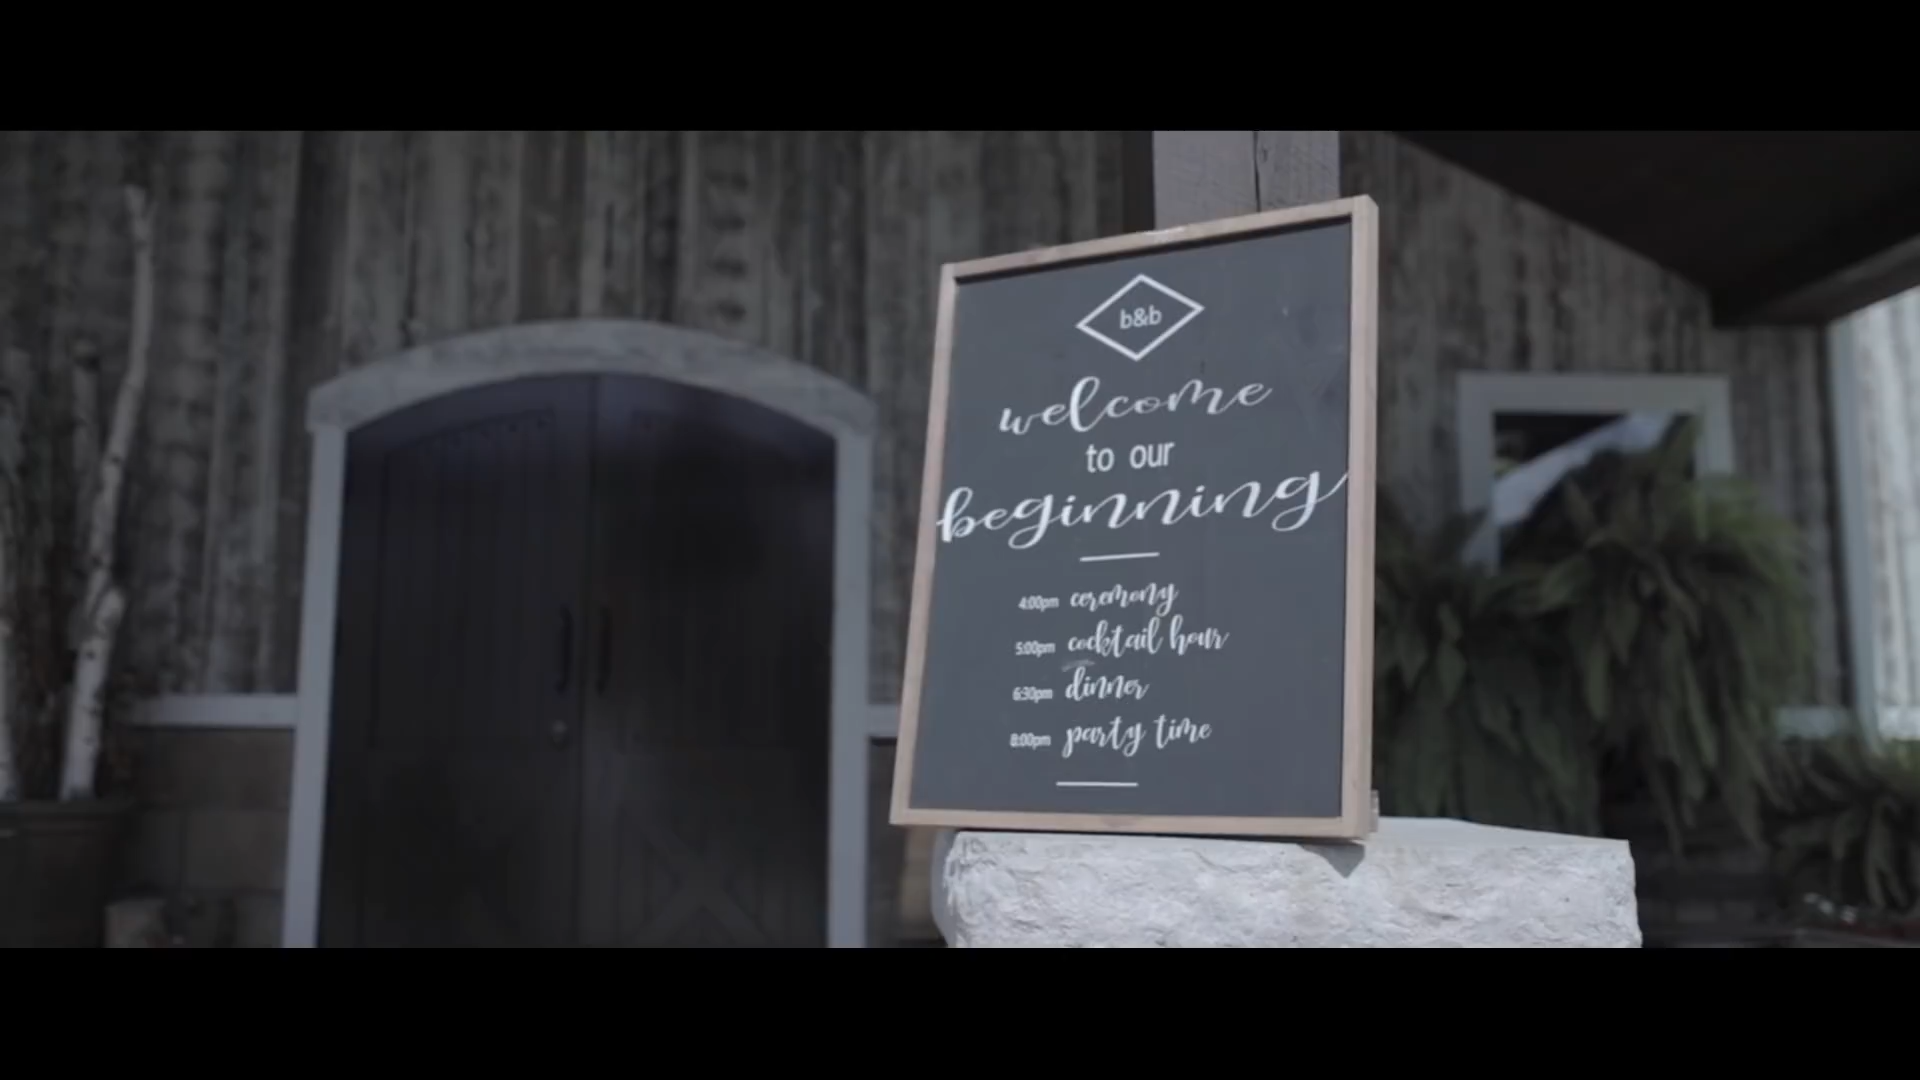 b&b
welcome
to our
beginning
4:00pm ceremony
5:00pm cocktail hour
6:30pm dinner
8:00pm party time